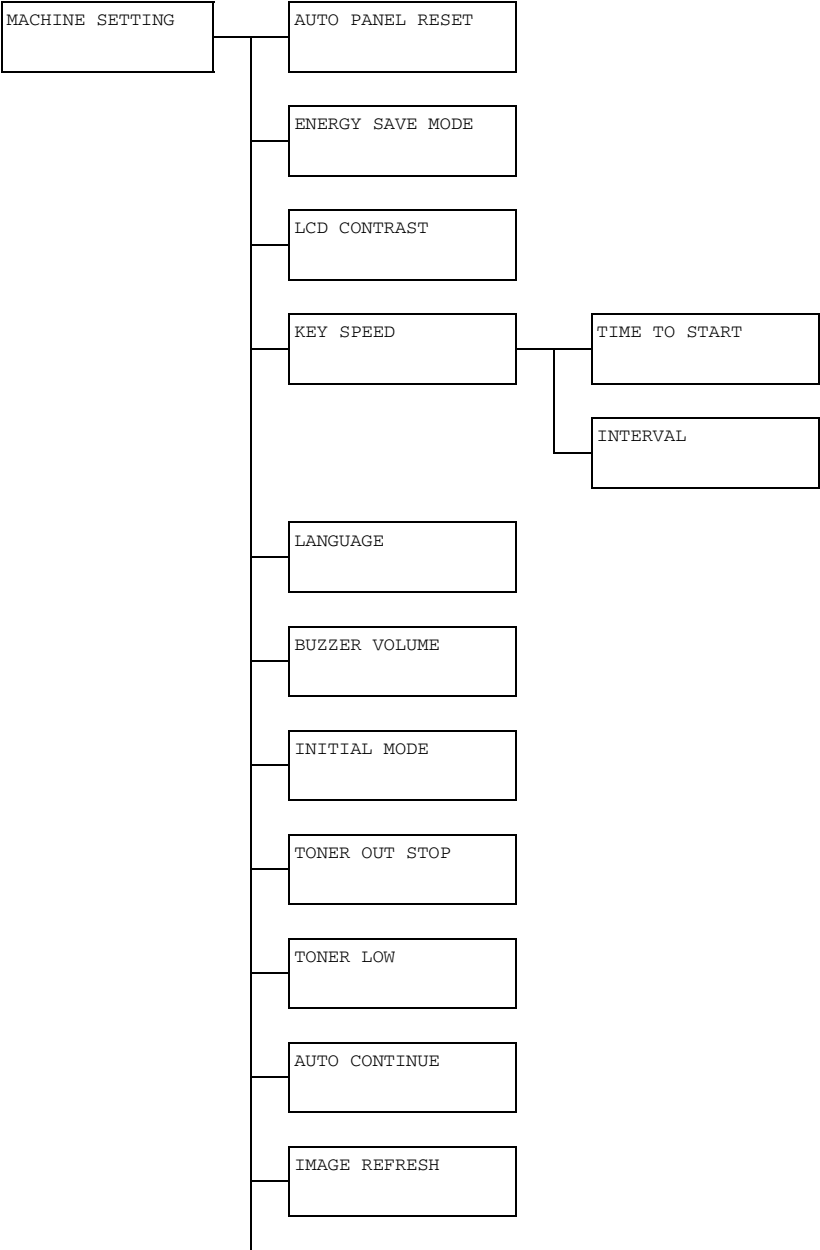 MACHINE SETTING
AUTO PANEL RESET
ENERGY SAVE MODE
LCD CONTRAST
KEY SPEED
TIME TO START
INTERVAL
LANGUAGE
BUZZER VOLUME
INITIAL MODE
TONER OUT STOP
TONER LOW
AUTO CONTINUE
IMAGE REFRESH